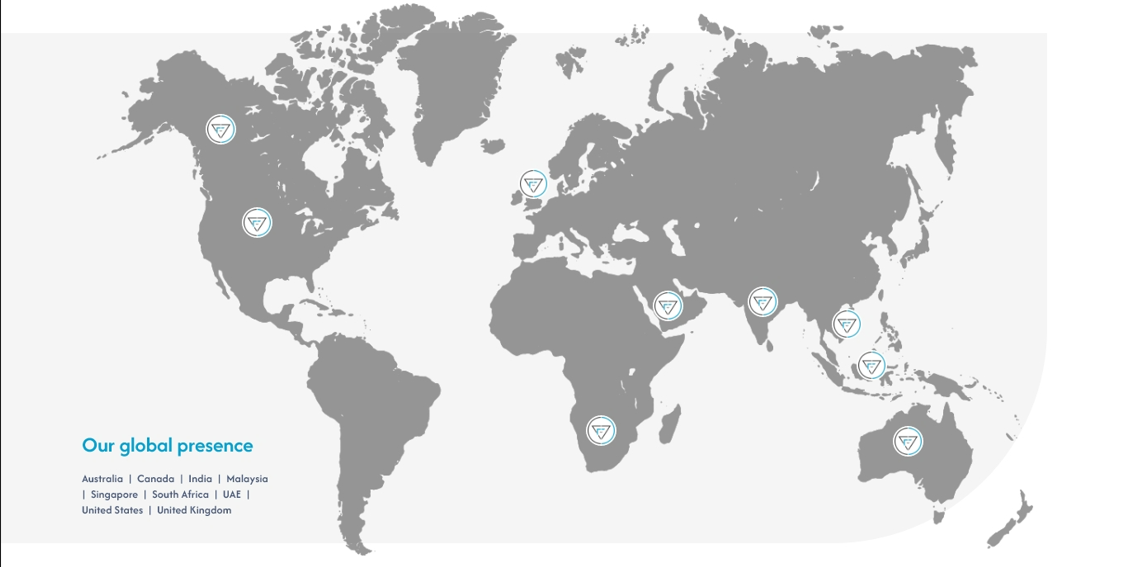 Our global presence
Australia | Canada | India | Malaysia
| Singapore | South Africa | UAE |
United States | United Kingdom